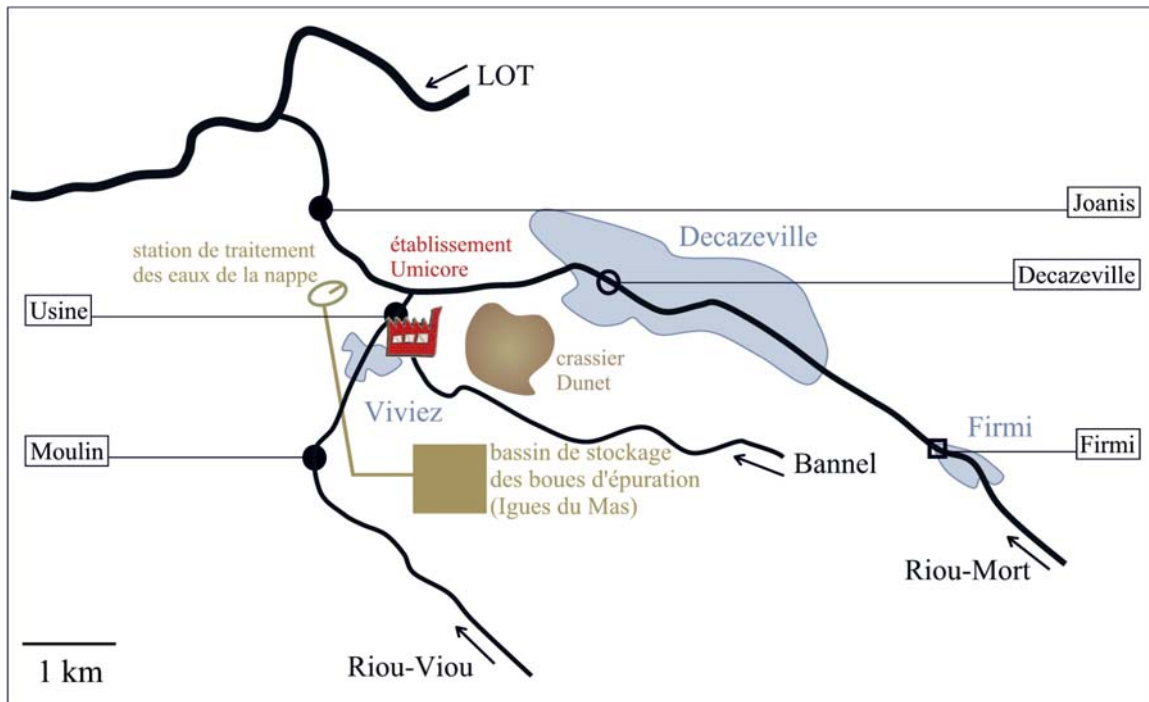 LOT
Joanis
Decazeville
station de traitement
des eaux de la nappe
établissement
Umicore
Decazeville
Usine
crassier
Dunet
Viviez
Firmi
Firmi
Moulin
bassin de stockage
des boues d'épuration
(Igues du Mas)
Bannel
Riou-Mort
1 km
Riou-Viou